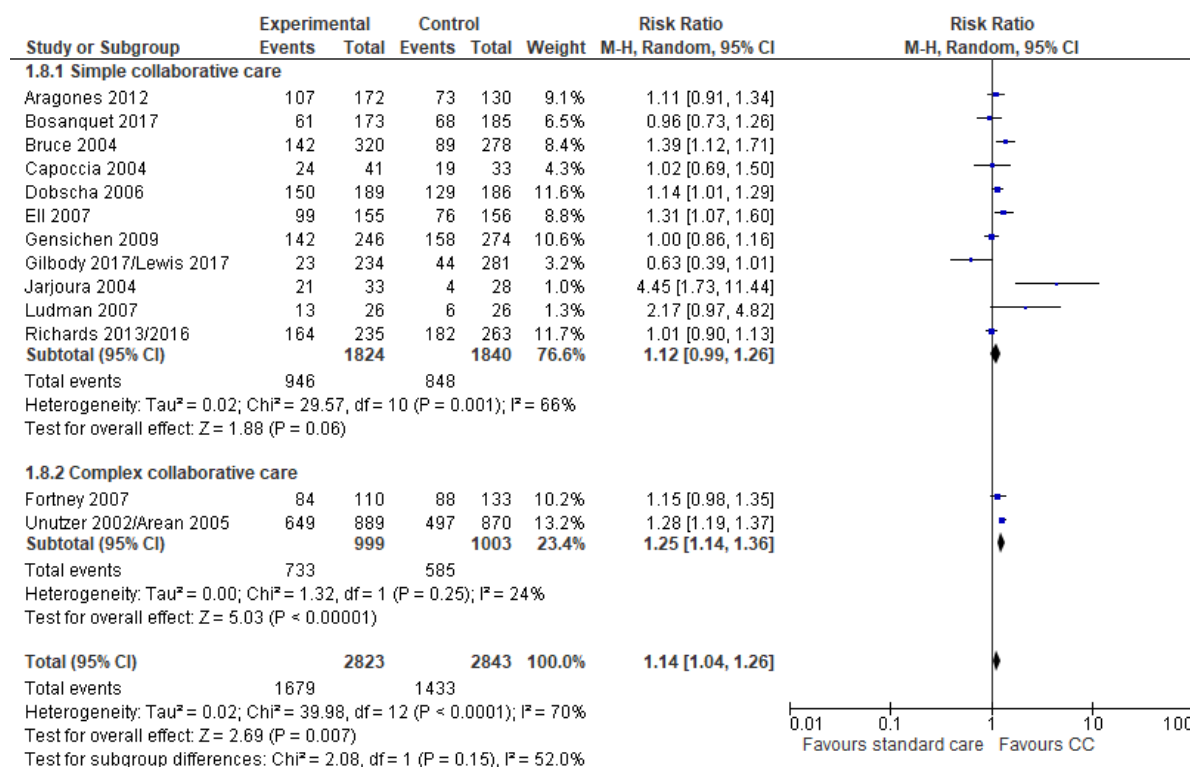 Experimental Control Risk Ratio Risk Ratio
Study or Subgroup Events Total Events Total Weight M-H, Random, 95% CI M-H, Random, 95% CI
1.8.1 Simple collaborative care
Aragones 2012 107 172 73 130 9.1% 1.11 [0.91, 1.34]
Bosanquet 2017 61 173 68 185 6.5% 0.96 [0.73, 1.26]
Bruce 2004 142 320 89 278 8.4% 1.39 [1.12, 1.71]
Capoccia 2004 24 41 19 33 4.3% 1.02 [0.69, 1.50]
Dobscha 2006 150 189 129 186 11.6% 1.14 [1.01, 1.29]
Ell 2007 99 155 76 156 8.8% 1.31 [1.07, 1.60]
Gensichen 2009 142 246 158 274 10.6% 1.00 [0.86, 1.16]
Gilbody 2017/Lewis 2017 23 234 44 281 3.2% 0.63 [0.39, 1.01]
Jarjoura 2004 21 33 4 28 1.0% 4.45 [1.73, 11.44]
Ludman 2007 13 26 6 26 1.3% 2.17 [0.97, 4.82]
Richards 2013/2016 164 235 182 263 11.7% 1.01 [0.90, 1.13]
Subtotal (95% CI) 1824 1840 76.6% 1.12 [0.99, 1.26]
Total events 946 848
Heterogeneity: Tau² = 0.02; Chi² = 29.57, df = 10 (P = 0.001); I² = 66%
Test for overall effect: Z = 1.88 (P = 0.06)
1.8.2 Complex collaborative care
Fortney 2007 84 110 88 133 10.2% 1.15 [0.98, 1.35]
Unutzer 2002/Arean 2005 649 889 497 870 13.2% 1.28 [1.19, 1.37]
Subtotal (95% CI) 999 1003 23.4% 1.25 [1.14, 1.36]
Total events 733 585
Heterogeneity: Tau² = 0.00; Chi² = 1.32, df = 1 (P = 0.25); I² = 24%
Test for overall effect: Z = 5.03 (P < 0.00001)
Total (95% CI) 2823 2843 100.0% 1.14 [1.04, 1.26]
Total events 1679 1433
Heterogeneity: Tau² = 0.02; Chi² = 39.98, df = 12 (P < 0.0001); I² = 70%
Test for overall effect: Z = 2.69 (P = 0.007)
Test for subgroup differences: Chi² = 2.08, df = 1 (P = 0.15), I² = 52.0%
0.01 0.1 1 10 100
Favours standard care Favours CC